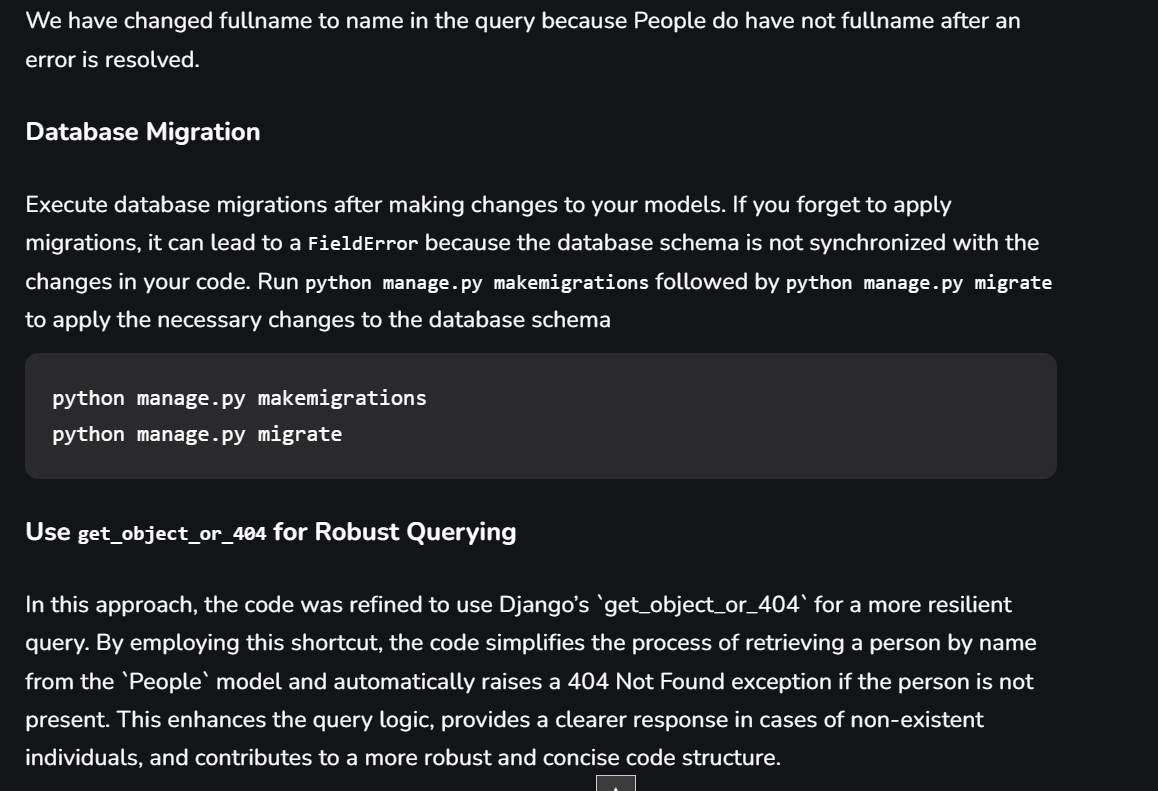 We have changed fullname to name in the query because People do have not fullname after an
error is resolved.
Database Migration
Execute database migrations after making changes to your models. If you forget to apply
migrations, it can lead to a FieldError because the database schema is not synchronized with the
changes in your code. Run python manage.py makemigrations followed by python manage.py migrate
to apply the necessary changes to the database schema
python manage.py makemigrations
python manage.py migrate
Use get_object_or_404 for Robust Querying
In this approach, the code was refined to use Django’s `get_object_or_404` for a more resilient
query. By employing this shortcut, the code simplifies the process of retrieving a person by name
from the `People` model and automatically raises a 404 Not Found exception if the person is not
present. This enhances the query logic, provides a clearer response in cases of non-existent
individuals, and contributes to a more robust and concise code structure.